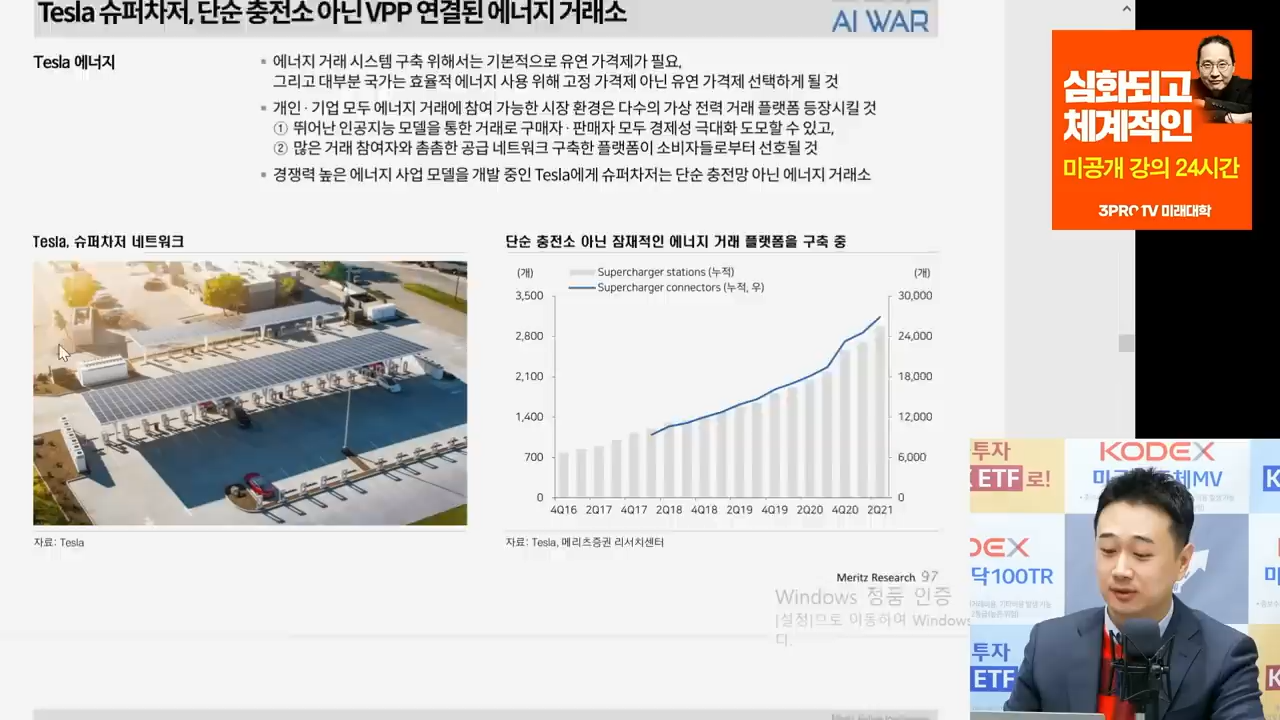 Tesla 슈퍼차저, 단순 충전소 아닌 VPP 연결된 에너지 거래소
AI WAR
Tesla 에너지
▪ 에너지 거래 시스템 구축 위해서는 기본적으로 유연 가격제가 필요,
그리고 대부분 국가는 효율적 에너지 사용 위해 고정 가격제 아닌 유연 가격제 선택하게 될 것
▪ 개인·기업 모두 에너지 거래에 참여 가능한 시장 환경은 다수의 가상 전력 거래 플랫폼 등장시킬 것
① 뛰어난 인공지능 모델을 통한 거래로 구매자·판매자 모두 경제성 극대화 도모할 수 있고,
② 많은 거래 참여자와 촘촘한 공급 네트워크 구축한 플랫폼이 소비자들로부터 선호될 것
▪ 경쟁력 높은 에너지 사업 모델을 개발 중인 Tesla에게 슈퍼차저는 단순 충전망 아닌 에너지 거래소
Tesla, 슈퍼차저 네트워크
단순 충전소 아닌 잠재적인 에너지 거래 플랫폼을 구축 중
(개)
Supercharger stations (누적)
(개)
Supercharger connectors (누적, 우)
3,500
30,000
2,800
24,000
2,100
18,000
1,400
12,000
700
6,000
0
0
4Q16 2Q17 4Q17 2Q18 4Q18 2Q19 4Q19 2Q20 4Q20 2Q21
자료: Tesla
자료: Tesla, 메리츠증권 리서치센터
Meritz Research 97
Windows 정품 인증
[설정]으로 이동하여 Windows
다.
심화되고
체계적인
미공개 강의 24시간
3PRO TV 미래대학
투자
ETF로!
KODEX
DEX
닥100TR
투자
ETF